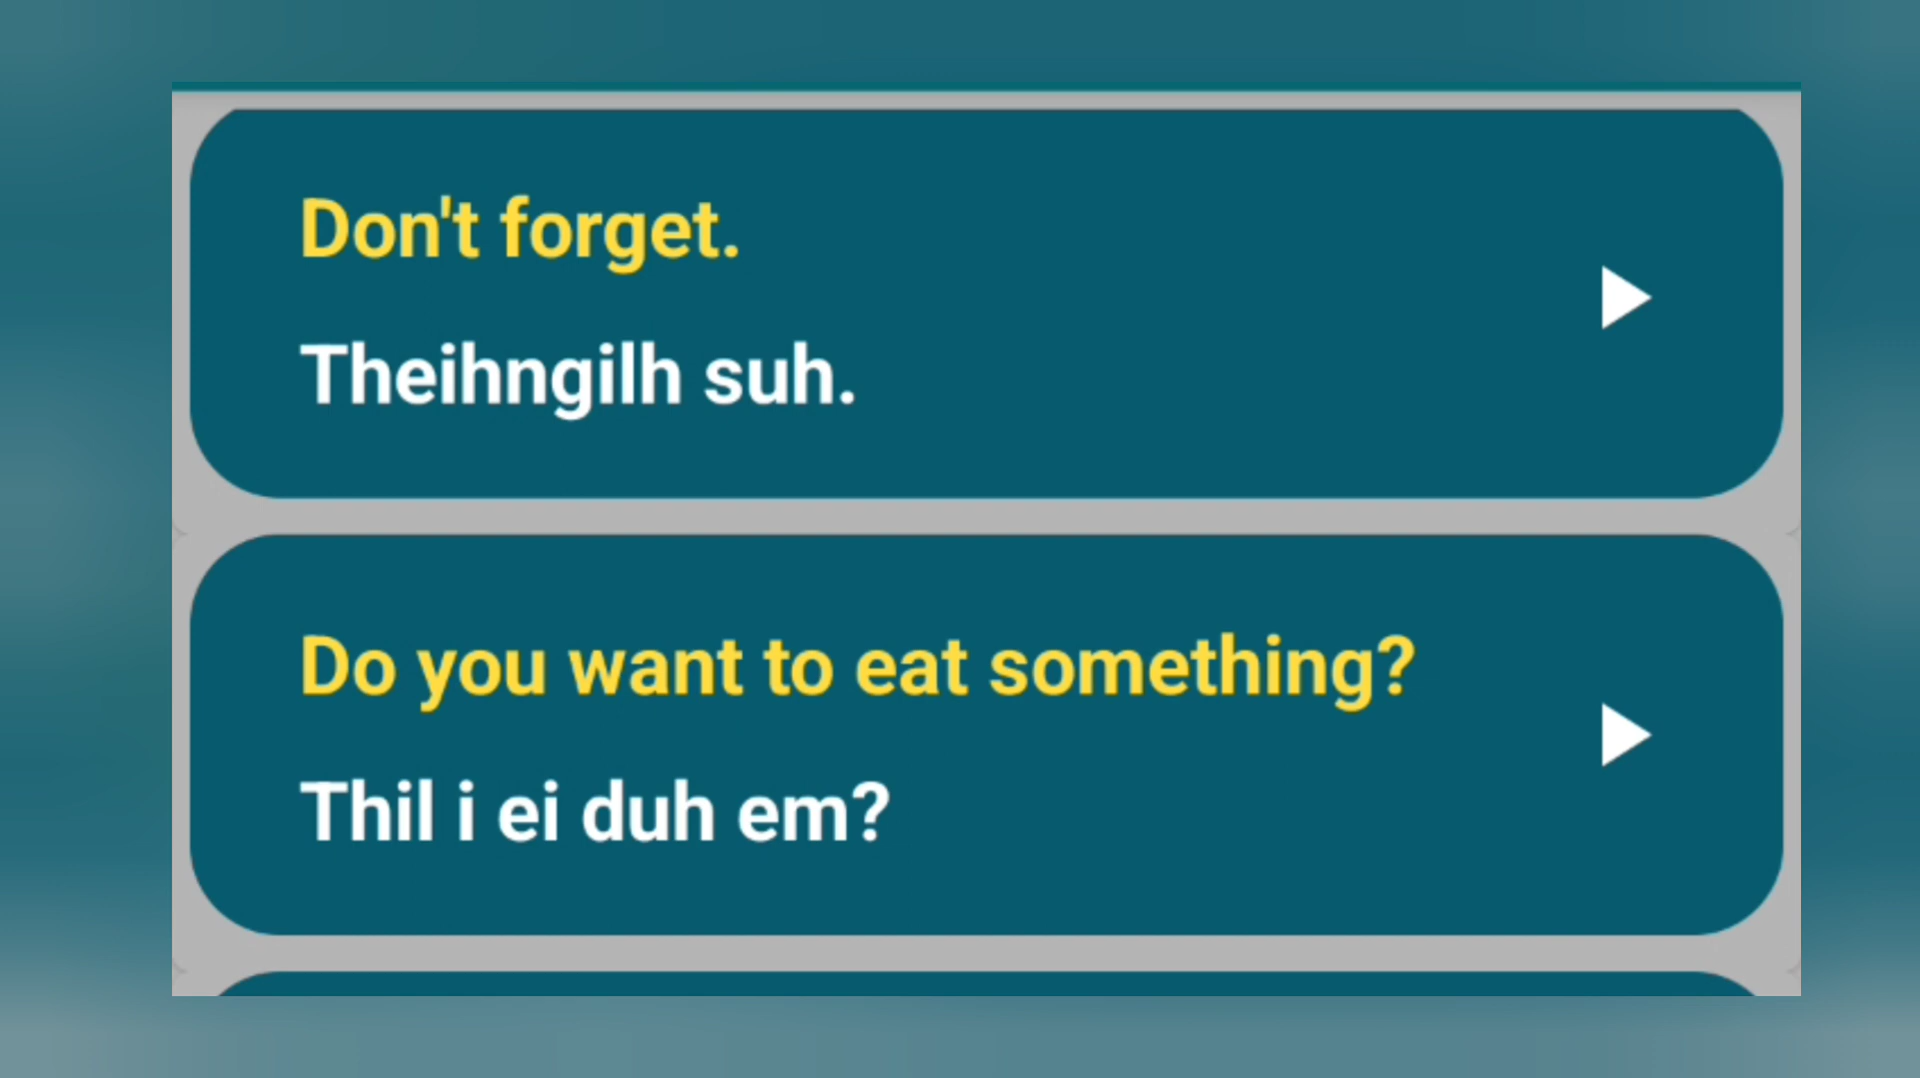 Don't forget.
Theihngilh suh.
Do you want to eat something?
Thil i ei duh em?